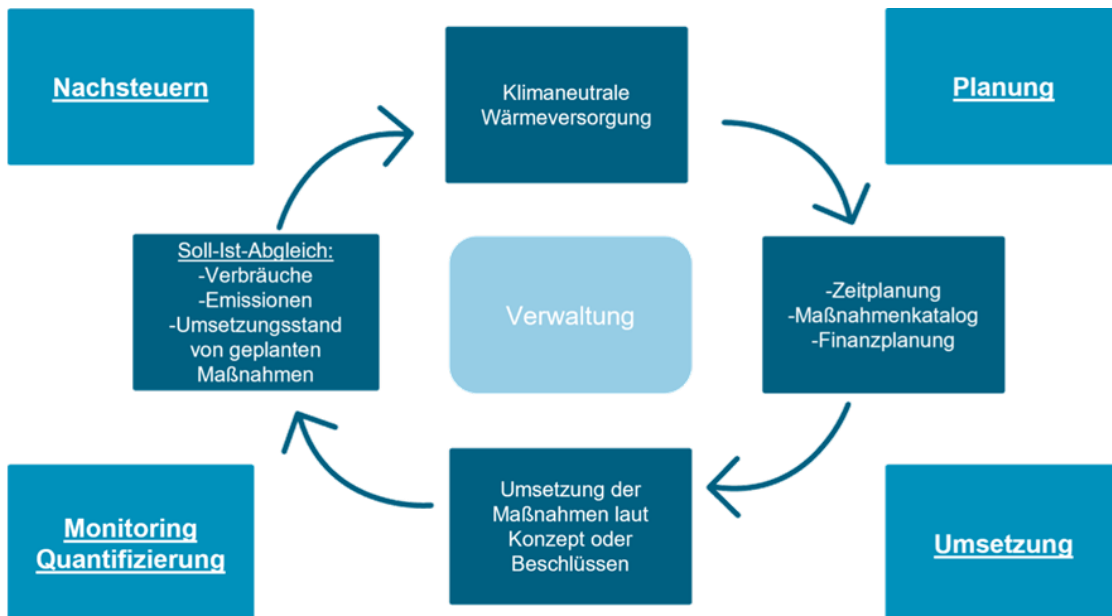 Nachsteuern
Klimaneutrale
Wärmeversorgung
Planung
Soll-Ist-Abgleich:
-Verbräuche
-Emissionen
-Umsetzungsstand
von geplanten
Maßnahmen
Verwaltung
-Zeitplanung
-Maßnahmenkatalog
-Finanzplanung
Monitoring
Quantifizierung
Umsetzung der
Maßnahmen laut
Konzept oder
Beschlüssen
Umsetzung